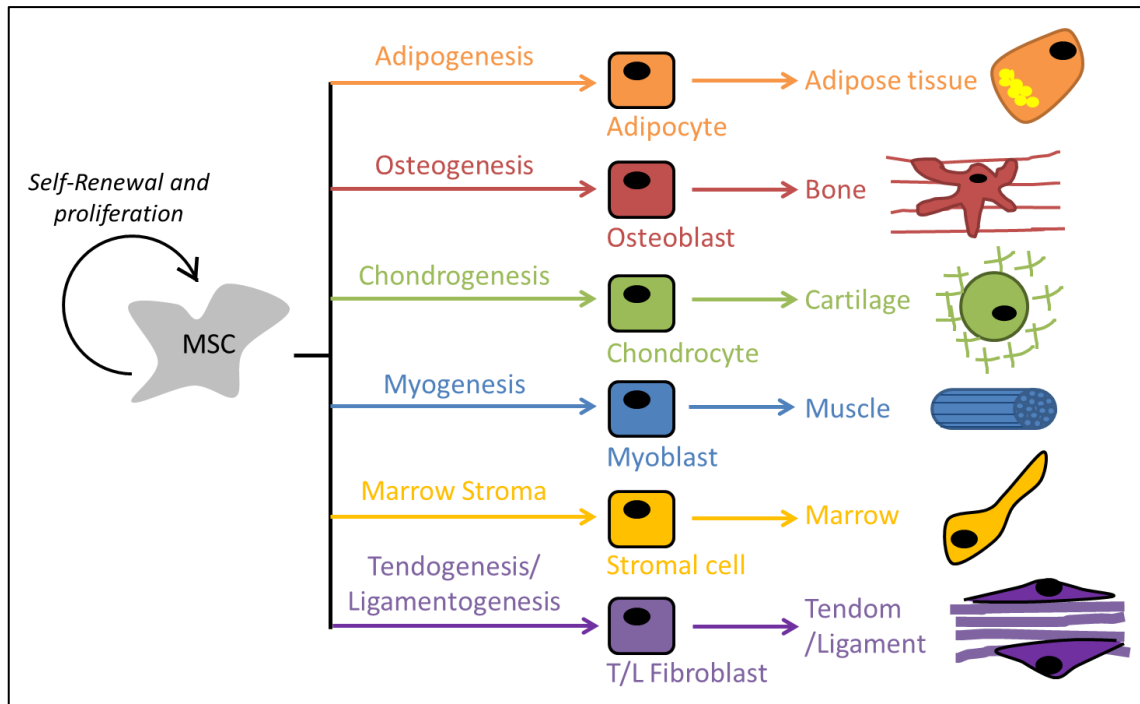 Adipogenesis
Adipocyte
Adipose tissue
Self-Renewal and
proliferation
MSC
Osteogenesis
Osteoblast
Bone
Chondrogenesis
Chondrocyte
Cartilage
Myogenesis
Myoblast
Muscle
Marrow Stroma
Stromal cell
Marrow
Tendogenesis/
Ligamentogenesis
T/L Fibroblast
Tendom
/Ligament